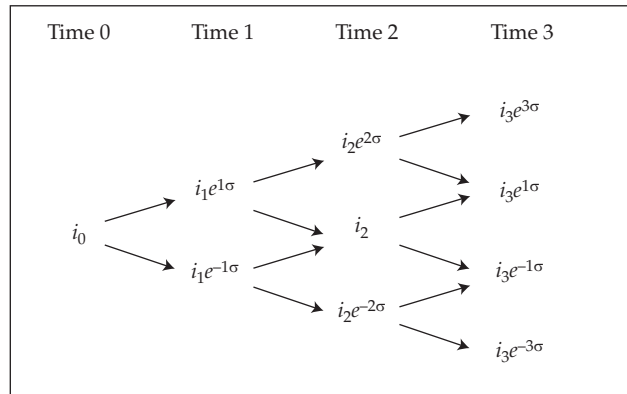 Time 0 Time 1 Time 2 Time 3
i₃e³σ
i₂e²σ
i₁e¹σ i₃e¹σ
i₀ i₂
i₁e⁻¹σ i₃e⁻¹σ
i₂e⁻²σ
i₃e⁻³σ